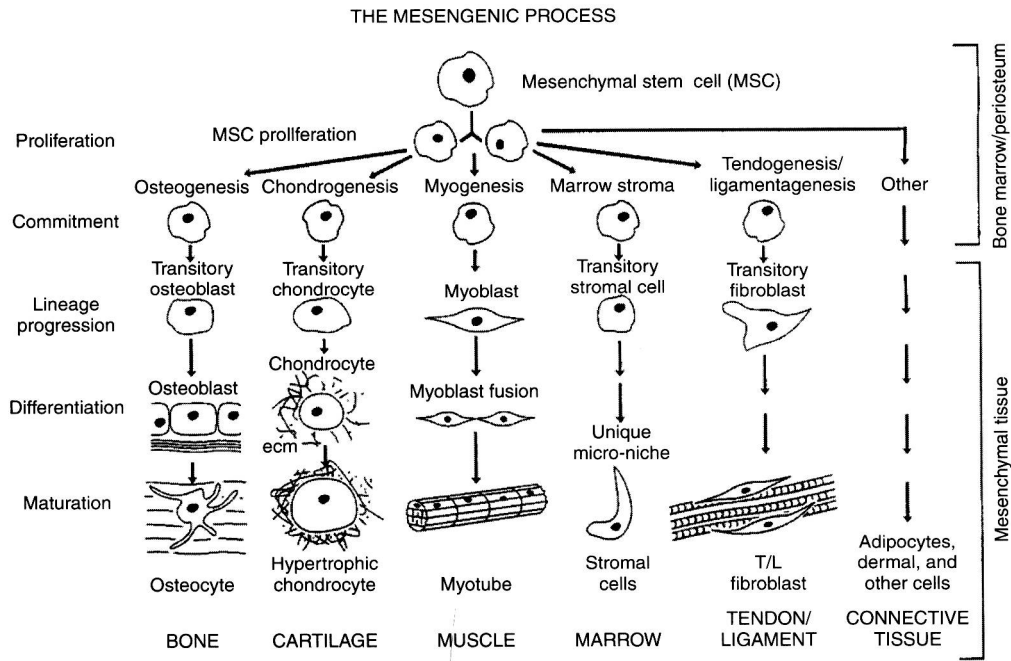 THE MESENGENIC PROCESS
Mesenchymal stem cell (MSC)
Proliferation
MSC prollferation
Osteogenesis
Chondrogenesis
Myogenesis
Marrow stroma
Tendogenesis/
ligamentagenesis
Other
Bone marrow/periosteum
Commitment
Transitory
osteoblast
Transitory
chondrocyte
Myoblast
Transitory
stromal cell
Transitory
fibroblast
Lineage
progression
Chondrocyte
Osteoblast
Myoblast fusion
Differentiation
ecm
Unique
micro-niche
Maturation
Mesenchymal tissue
Osteocyte
Hypertrophic
chondrocyte
Myotube
Stromal
cells
T/L
fibroblast
Adipocytes,
dermal, and
other cells
BONE
CARTILAGE
MUSCLE
MARROW
TENDON/
LIGAMENT
CONNECTIVE
TISSUE